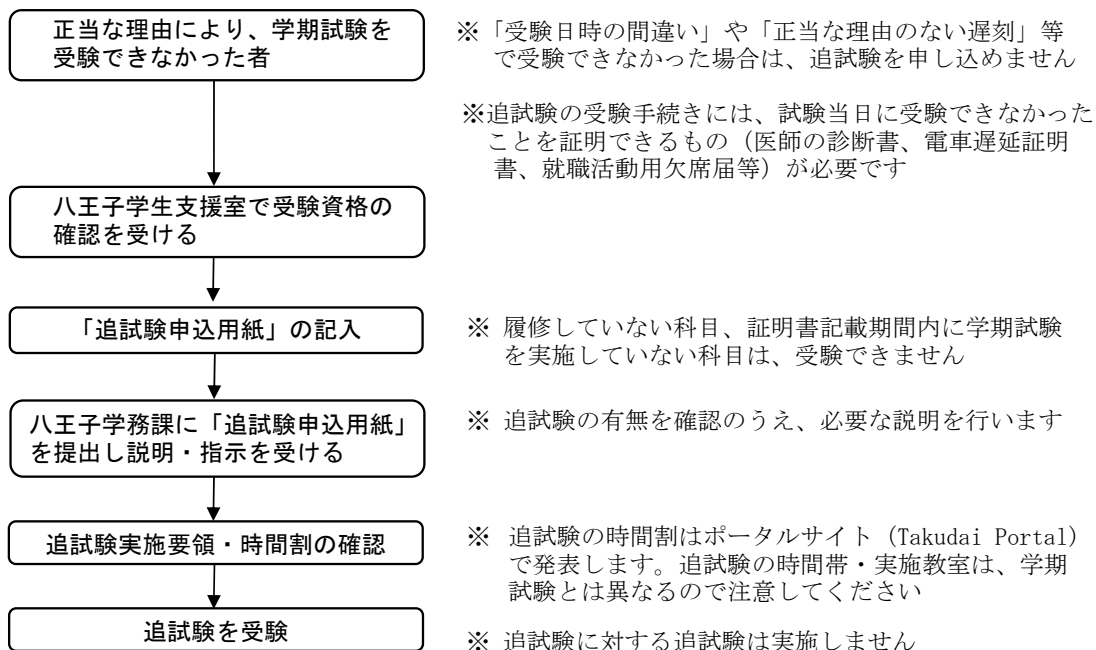 正当な理由により、学期試験を
受験できなかった者
※「受験日時の間違い」や「正当な理由のない遅刻」等
で受験できなかった場合は、追試験を申し込めません
※追試験の受験手続きには、試験当日に受験できなかった
ことを証明できるもの（医師の診断書、電車遅延証明
書、就職活動用欠席届等）が必要です
八王子学生支援室で受験資格の
確認を受ける
「追試験申込用紙」の記入
※ 履修していない科目、証明書記載期間内に学期試験
を実施していない科目は、受験できません
八王子学務課に「追試験申込用紙」
を提出し説明・指示を受ける
※ 追試験の有無を確認のうえ、必要な説明を行います
追試験実施要領・時間割の確認
※ 追試験の時間割はポータルサイト（Takudai Portal）
で発表します。追試験の時間帯・実施教室は、学期
試験とは異なるので注意してください
追試験を受験
※ 追試験に対する追試験は実施しません